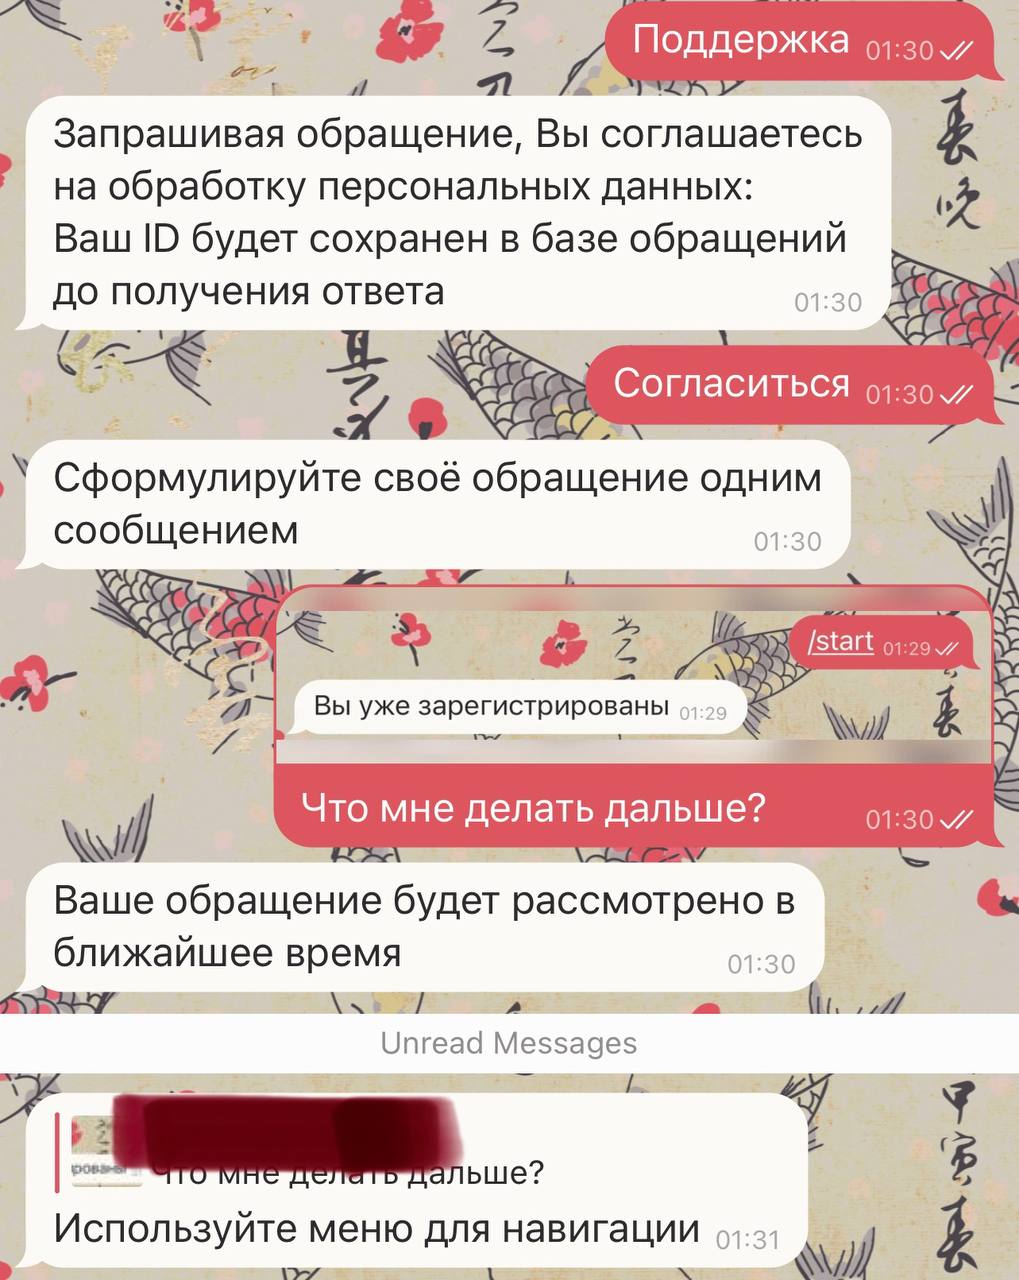 Поддержка 01:30
Запрашивая обращение, Вы соглашаетесь
на обработку персональных данных:
Ваш ID будет сохранен в базе обращений
до получения ответа 01:30
Согласиться 01:30
Сформулируйте своё обращение одним
сообщением 01:30
/start 01:29
Вы уже зарегистрированы 01:29
Что мне делать дальше? 01:30
Ваше обращение будет рассмотрено в
ближайшее время 01:30
Unread Messages
Что мне делать дальше?
Используйте меню для навигации 01:31